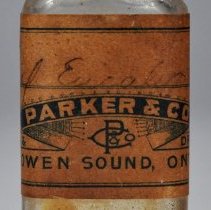 PARKER & CO
&
D
OWEN SOUND, ON